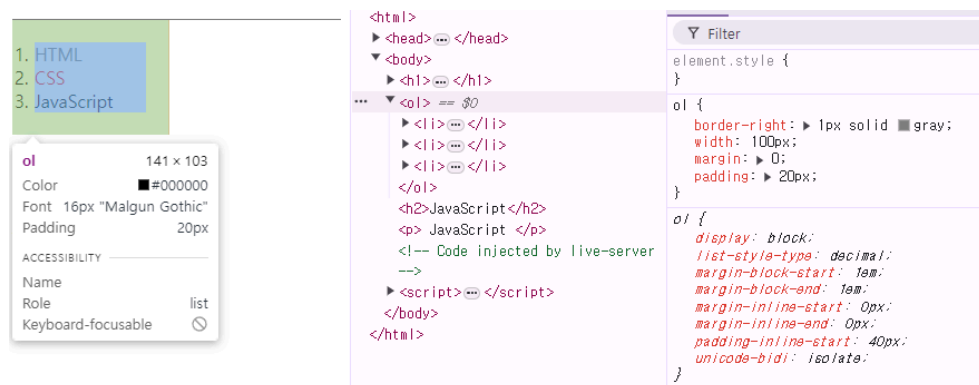 1. HTML
2. CSS
3. JavaScript
ol 141 × 103
Color #000000
Font 16px "Malgun Gothic"
Padding 20px
ACCESSIBILITY
Name
Role list
Keyboard-focusable
<html>
<head> ••• </head>
<body>
<h1> ••• </h1>
••• <ol> == $0
<li> ••• </li>
<li> ••• </li>
<li> ••• </li>
</ol>
<h2>JavaScript</h2>
<p> JavaScript </p>
<!-- Code injected by live-server
-->
<script> ••• </script>
</body>
</html>
Filter
element.style {
}
ol {
border-right: 1px solid gray;
width: 100px;
margin: 0;
padding: 20px;
}
ol {
display: block;
list-style-type: decimal;
margin-block-start: 1em;
margin-block-end: 1em;
margin-inline-start: 0px;
margin-inline-end: 0px;
padding-inline-start: 40px;
unicode-bidi: isolate;
}